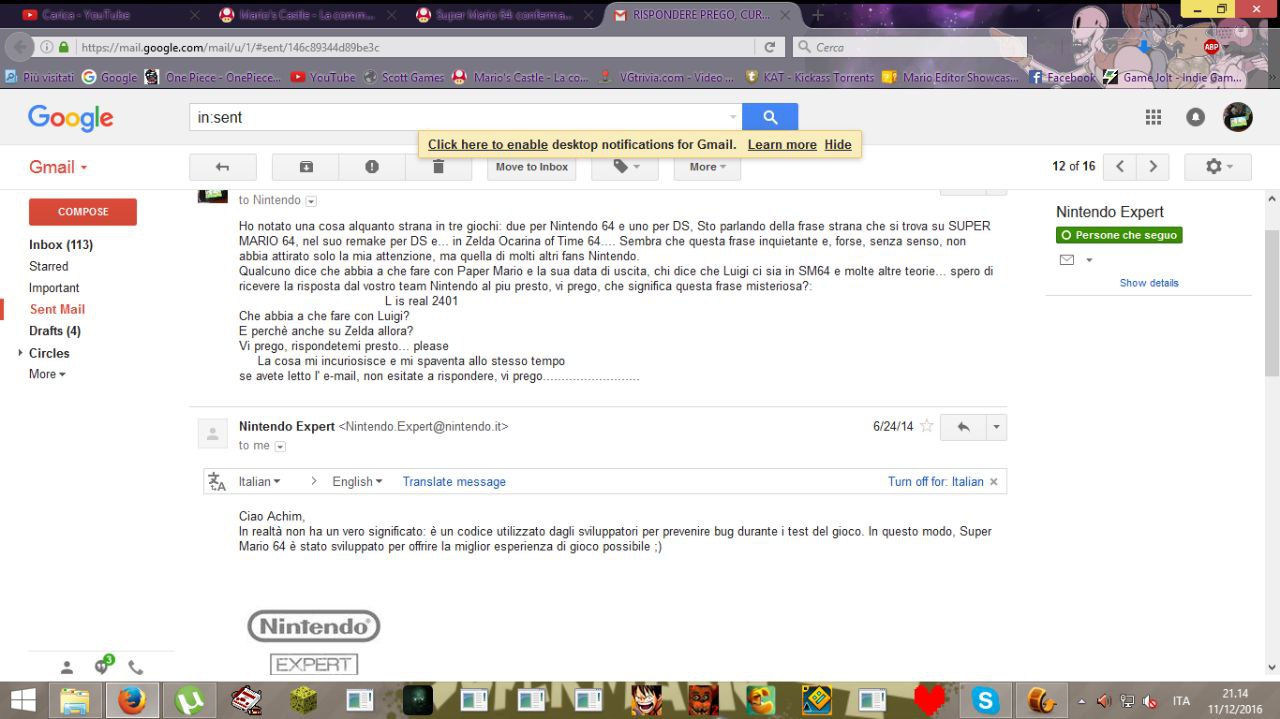 Carica - YouTube
Mario's Castle - La comm...
Super Mario 64: conferma...
RISPONDERE PREGO, CUR...
https://mail.google.com/mail/u/1/#sent/146c89344d89be3c
Cerca
ABP
Più visitati
Google
One Piece - OnePiece...
YouTube
Scott Games
Mario's Castle - La co...
VGtrivia.com - Video ...
KAT - Kickass Torrents
Mario Editor Showcas...
Facebook
Game Jolt - Indie Gam...
Google
in:sent
Click here to enable desktop notifications for Gmail. Learn more Hide
Gmail
Move to Inbox
More
12 of 16
COMPOSE
Inbox (113)
Starred
Important
Sent Mail
Drafts (4)
Circles
More
to Nintendo
Ho notato una cosa alquanto strana in tre giochi: due per Nintendo 64 e uno per DS, Sto parlando della frase strana che si trova su SUPER
MARIO 64, nel suo remake per DS e... in Zelda Ocarina of Time 64.... Sembra che questa frase inquietante e, forse, senza senso, non
abbia attirato solo la mia attenzione, ma quella di molti altri fans Nintendo.
Qualcuno dice che abbia a che fare con Paper Mario e la sua data di uscita, chi dice che Luigi ci sia in SM64 e molte altre teorie... spero di
ricevere la risposta dal vostro team Nintendo al piu presto, vi prego, che significa questa frase misteriosa?:
L is real 2401
Che abbia a che fare con Luigi?
E perchè anche su Zelda allora?
Vi prego, rispondetemi presto... please
La cosa mi incuriosisce e mi spaventa allo stesso tempo
se avete letto l' e-mail, non esitate a rispondere, vi prego..........................
Nintendo Expert <Nintendo.Expert@nintendo.it>
6/24/14
to me
Italian > English Translate message
Turn off for: Italian
Ciao Achim,
In realtà non ha un vero significato: è un codice utilizzato dagli sviluppatori per prevenire bug durante i test del gioco. In questo modo, Super
Mario 64 è stato sviluppato per offrire la miglior esperienza di gioco possibile ;)
Nintendo
EXPERT
Nintendo Expert
Persone che seguo
Show details
3
ITA
21.14
11/12/2016